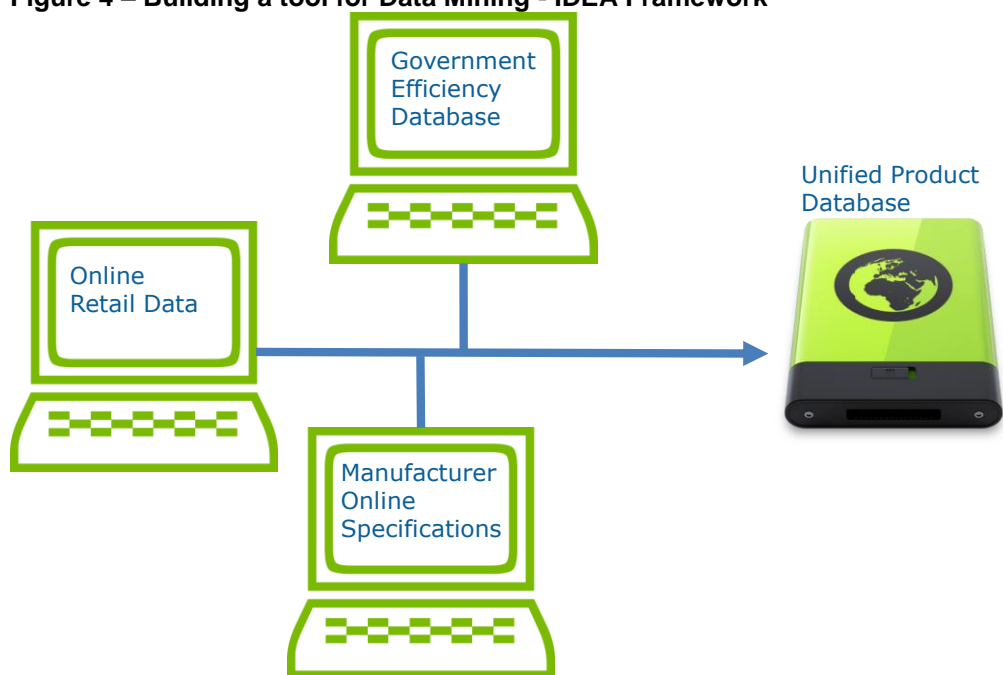 Figure 4 – Building a tool for Data Mining - IDEA Framework
Government
Efficiency
Database
Unified Product
Database
Online
Retail Data
Manufacturer
Online
Specifications